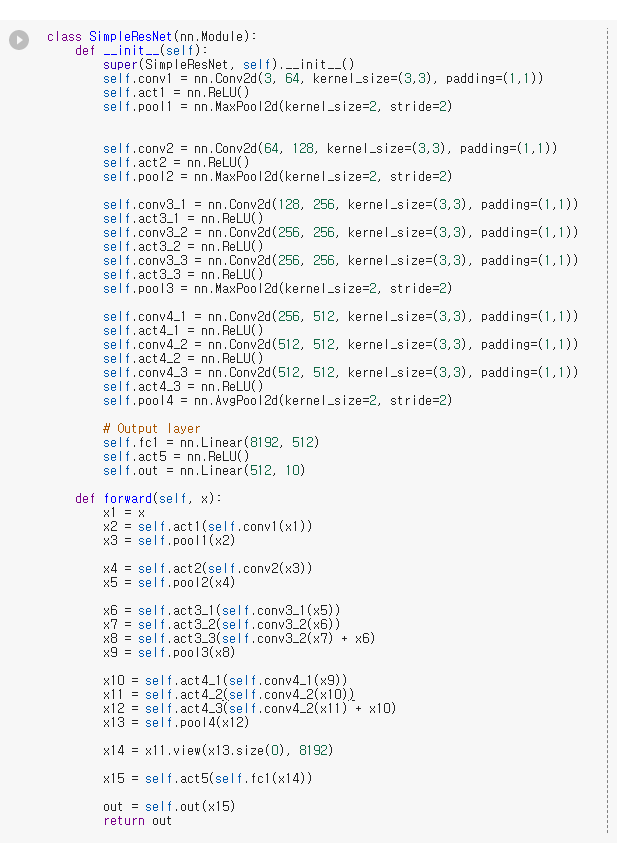 class SimpleResNet(nn.Module):
    def __init__(self):
        super(SimpleResNet, self).__init__()
        self.conv1 = nn.Conv2d(3, 64, kernel_size=(3,3), padding=(1,1))
        self.act1 = nn.ReLU()
        self.pool1 = nn.MaxPool2d(kernel_size=2, stride=2)

        self.conv2 = nn.Conv2d(64, 128, kernel_size=(3,3), padding=(1,1))
        self.act2 = nn.ReLU()
        self.pool2 = nn.MaxPool2d(kernel_size=2, stride=2)

        self.conv3_1 = nn.Conv2d(128, 256, kernel_size=(3,3), padding=(1,1))
        self.act3_1 = nn.ReLU()
        self.conv3_2 = nn.Conv2d(256, 256, kernel_size=(3,3), padding=(1,1))
        self.act3_2 = nn.ReLU()
        self.conv3_3 = nn.Conv2d(256, 256, kernel_size=(3,3), padding=(1,1))
        self.act3_3 = nn.ReLU()
        self.pool3 = nn.MaxPool2d(kernel_size=2, stride=2)

        self.conv4_1 = nn.Conv2d(256, 512, kernel_size=(3,3), padding=(1,1))
        self.act4_1 = nn.ReLU()
        self.conv4_2 = nn.Conv2d(512, 512, kernel_size=(3,3), padding=(1,1))
        self.act4_2 = nn.ReLU()
        self.conv4_3 = nn.Conv2d(512, 512, kernel_size=(3,3), padding=(1,1))
        self.act4_3 = nn.ReLU()
        self.pool4 = nn.AvgPool2d(kernel_size=2, stride=2)

        # Output layer
        self.fc1 = nn.Linear(8192, 512)
        self.act5 = nn.ReLU()
        self.out = nn.Linear(512, 10)

    def forward(self, x):
        x1 = x
        x2 = self.act1(self.conv1(x1))
        x3 = self.pool1(x2)

        x4 = self.act2(self.conv2(x3))
        x5 = self.pool2(x4)

        x6 = self.act3_1(self.conv3_1(x5))
        x7 = self.act3_2(self.conv3_2(x6))
        x8 = self.act3_3(self.conv3_2(x7) + x6)
        x9 = self.pool3(x8)

        x10 = self.act4_1(self.conv4_1(x9))
        x11 = self.act4_2(self.conv4_2(x10))
        x12 = self.act4_3(self.conv4_2(x11) + x10)
        x13 = self.pool4(x12)

        x14 = x11.view(x13.size(0), 8192)

        x15 = self.act5(self.fc1(x14))

        out = self.out(x15)
        return out